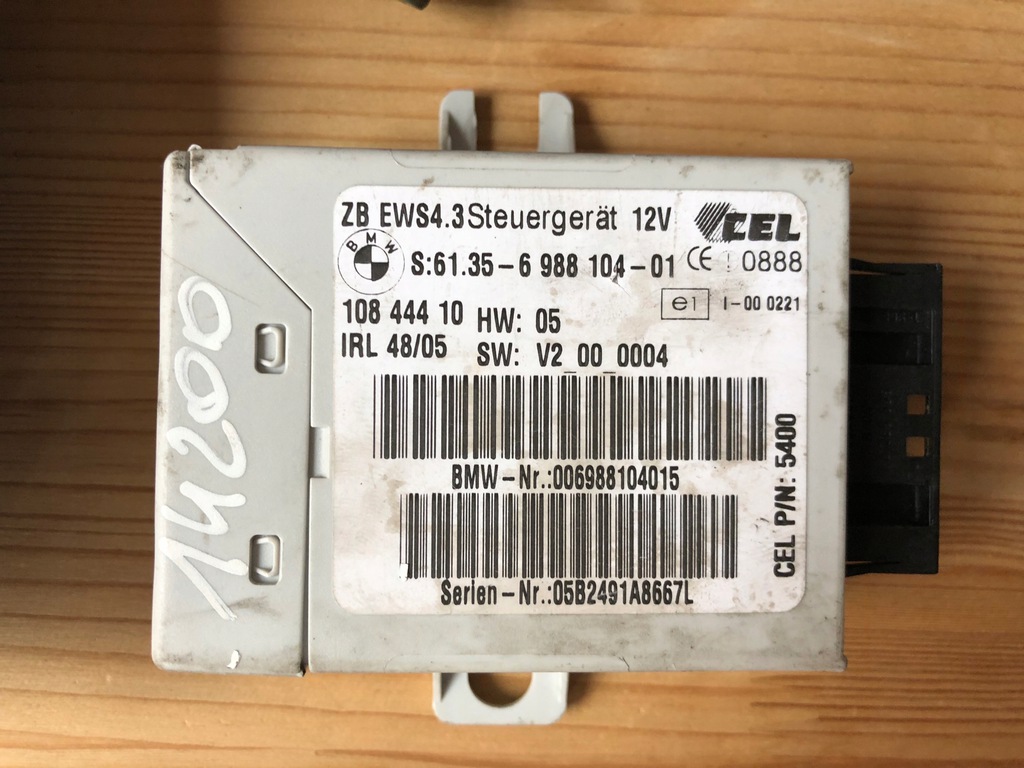 ZB EWS4.3 Steuergerät 12V
CEL
BMW
S:61.35-6 988 104-01
CE ! 0888
108 444 10
HW: 05
e1
I-00 0221
IRL 48/05
SW: V2_00_0004
BMW-Nr.:006988104015
Serien-Nr.:05B2491A8667L
CEL P/N: 5400
14200